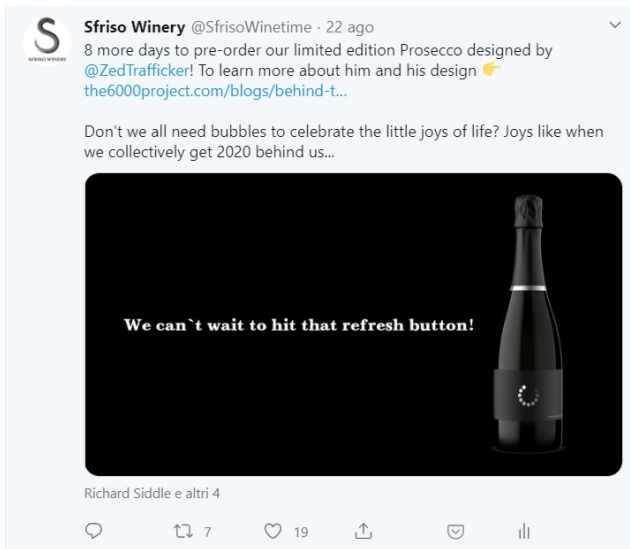 Sfriso Winery @SfrisoWinetime · 22 ago
8 more days to pre-order our limited edition Prosecco designed by
@ZedTrafficker! To learn more about him and his design 👉
the6000project.com/blogs/behind-t...
Don't we all need bubbles to celebrate the little joys of life? Joys like when
we collectively get 2020 behind us...
We can`t wait to hit that refresh button!
Richard Siddle e altri 4
7 19
S
SFRISO WINERY